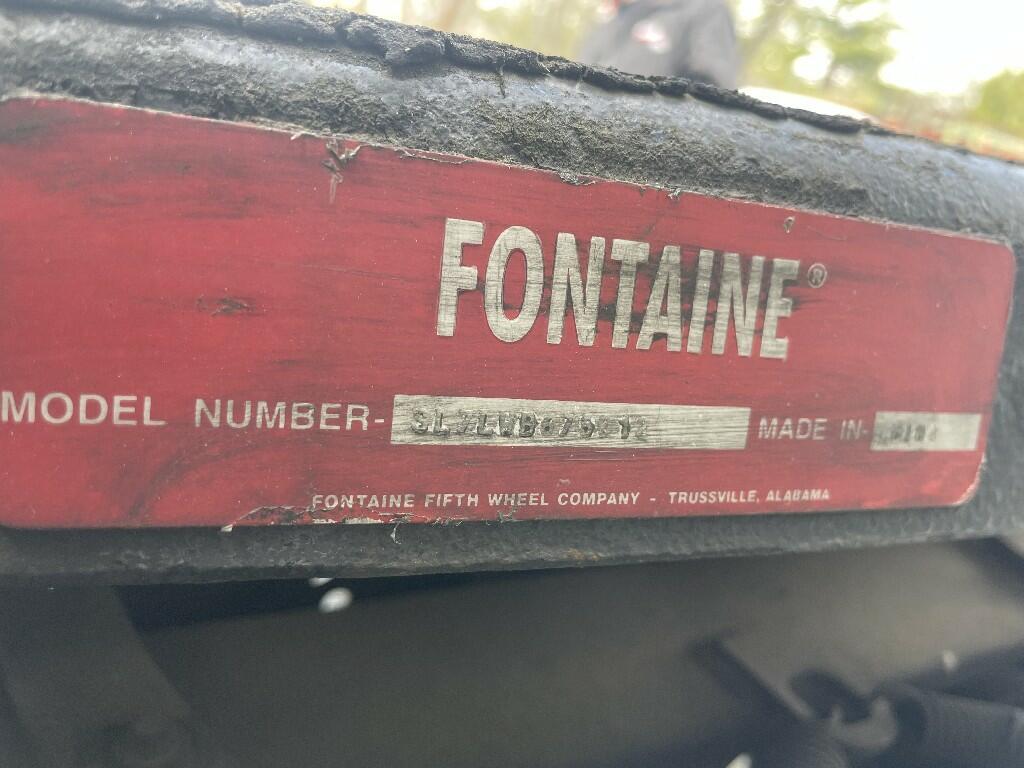 FONTAINE®
MODEL NUMBER- MADE IN-
FONTAINE FIFTH WHEEL COMPANY - TRUSSVILLE, ALABAMA